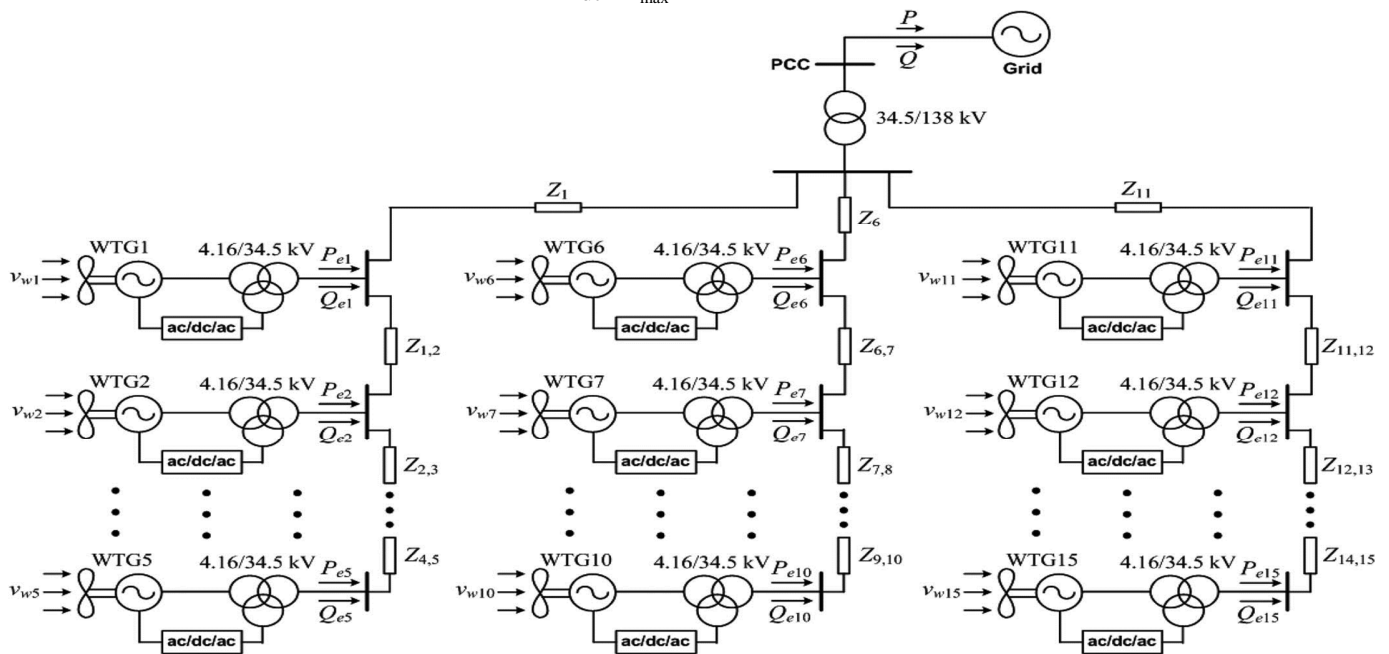 max
P
Q
PCC
Grid
34.5/138 kV
Z1
Z6
Z11
WTG1 4.16/34.5 kV Pe1
vw1
Qe1
ac/dc/ac
Z1,2
WTG6 4.16/34.5 kV Pe6
vw6
Qe6
ac/dc/ac
Z6,7
WTG11 4.16/34.5 kV Pe11
vw11
Qe11
ac/dc/ac
Z11,12
WTG2 4.16/34.5 kV Pe2
vw2
Qe2
ac/dc/ac
Z2,3
WTG7 4.16/34.5 kV Pe7
vw7
Qe7
ac/dc/ac
Z7,8
WTG12 4.16/34.5 kV Pe12
vw12
Qe12
ac/dc/ac
Z12,13
WTG5 4.16/34.5 kV Pe5
Z4,5
vw5
Qe5
ac/dc/ac
WTG10 4.16/34.5 kV Pe10
Z9,10
vw10
Qe10
ac/dc/ac
WTG15 4.16/34.5 kV Pe15
Z14,15
vw15
Qe15
ac/dc/ac